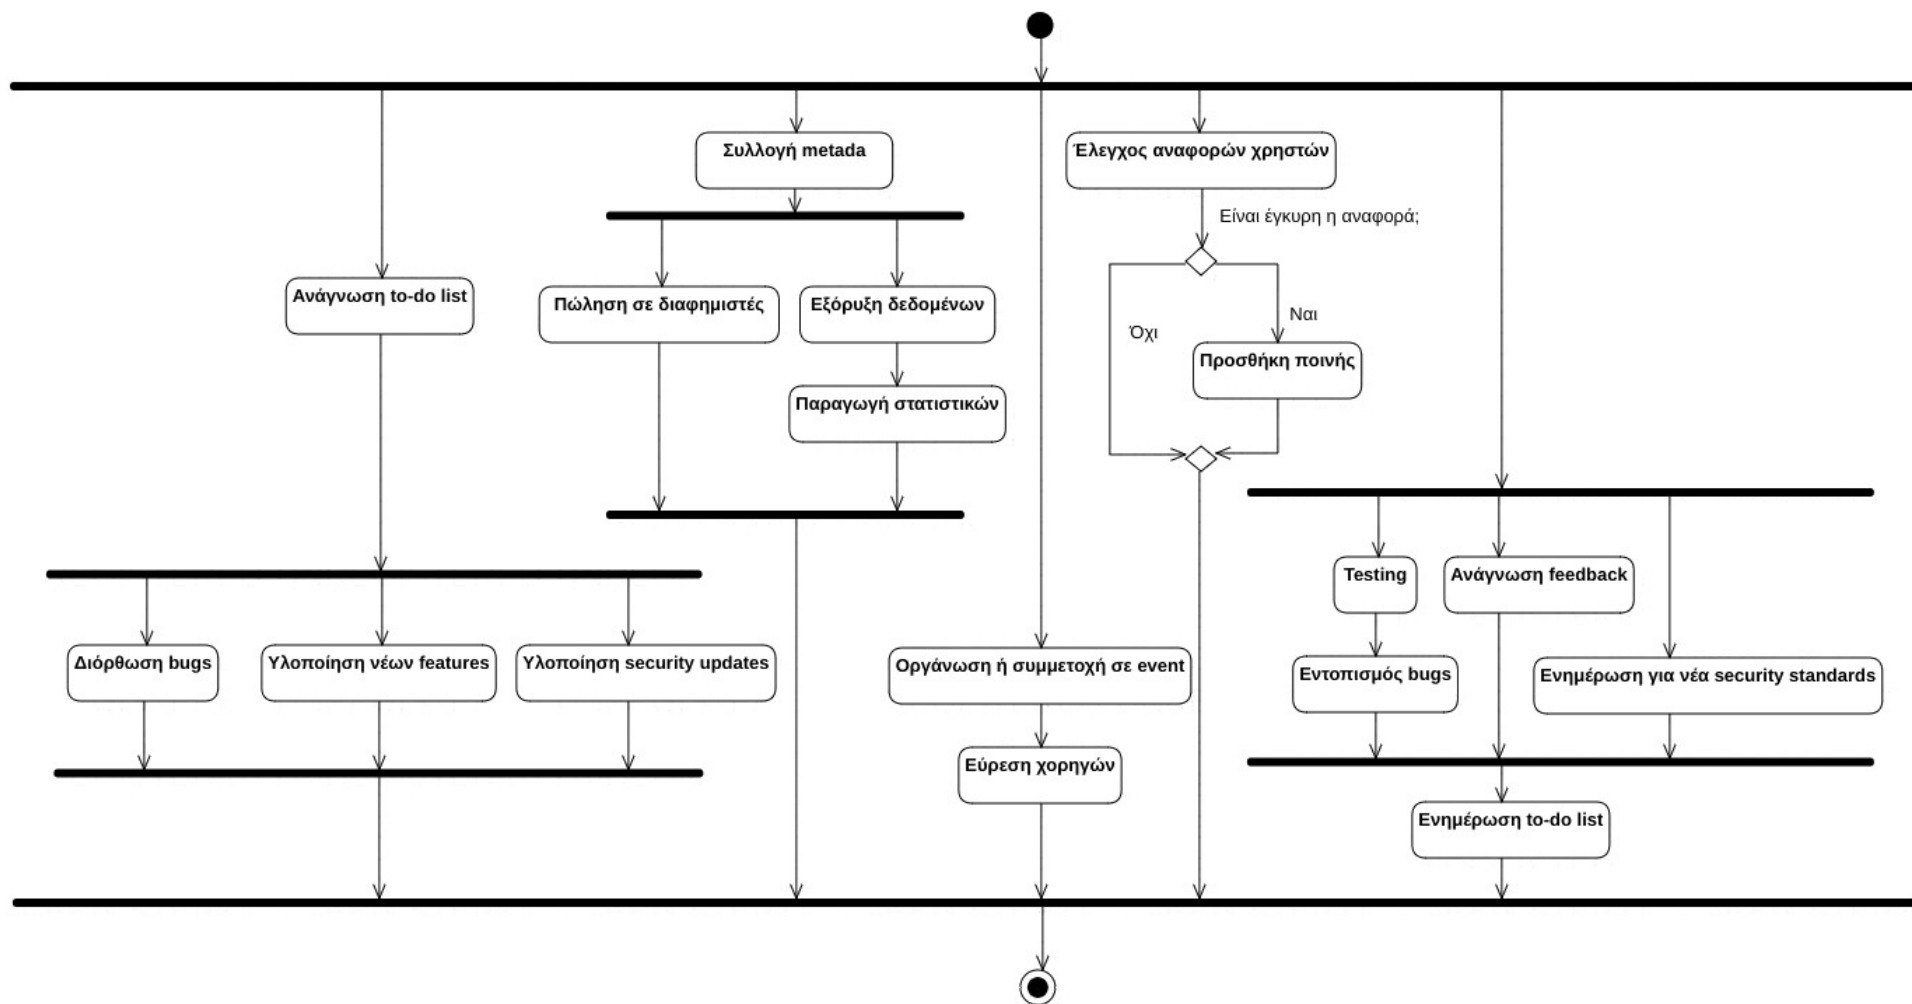 Συλλογή metada
Έλεγχος αναφορών χρηστών
Είναι έγκυρη η αναφορά;
Ανάγνωση to-do list
Πώληση σε διαφημιστές
Εξόρυξη δεδομένων
Ναι
Όχι
Προσθήκη ποινής
Παραγωγή στατιστικών
Testing
Ανάγνωση feedback
Διόρθωση bugs
Υλοποίηση νέων features
Υλοποίηση security updates
Οργάνωση ή συμμετοχή σε event
Εντοπισμός bugs
Ενημέρωση για νέα security standards
Εύρεση χορηγών
Ενημέρωση to-do list